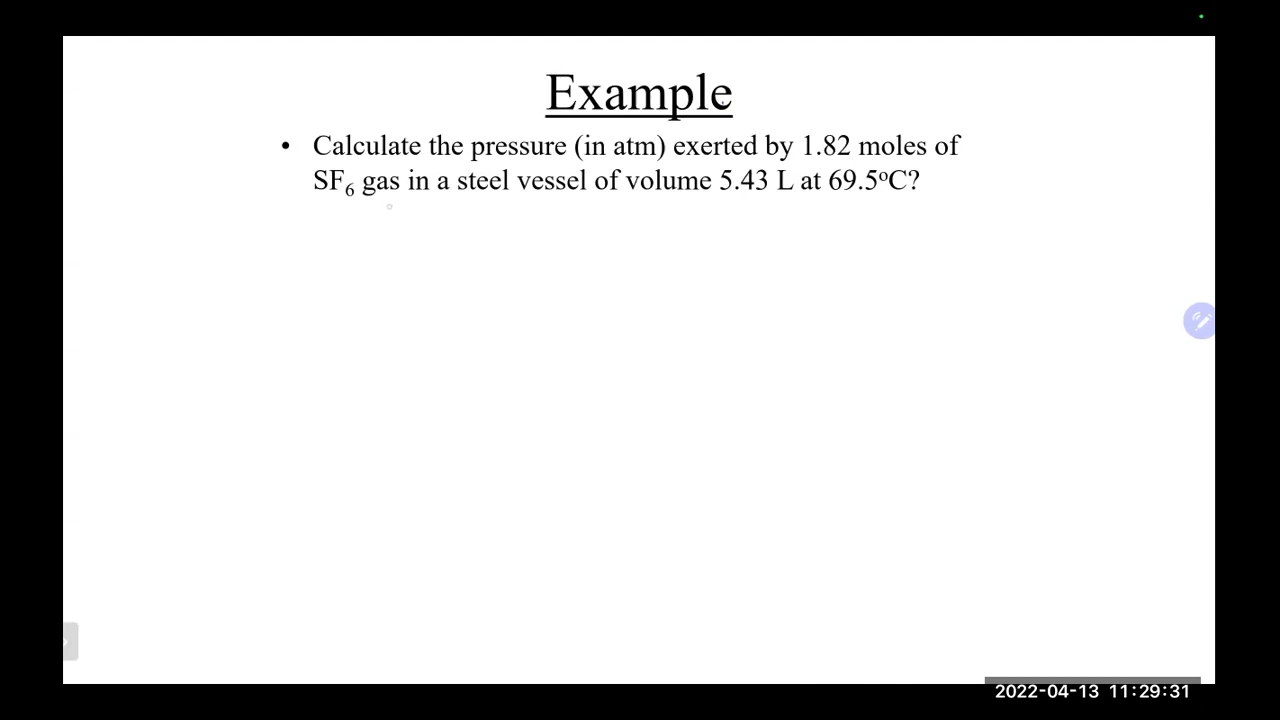 Example
• Calculate the pressure (in atm) exerted by 1.82 moles of
SF₆ gas in a steel vessel of volume 5.43 L at 69.5ºC?
2022-04-13 11:29:31